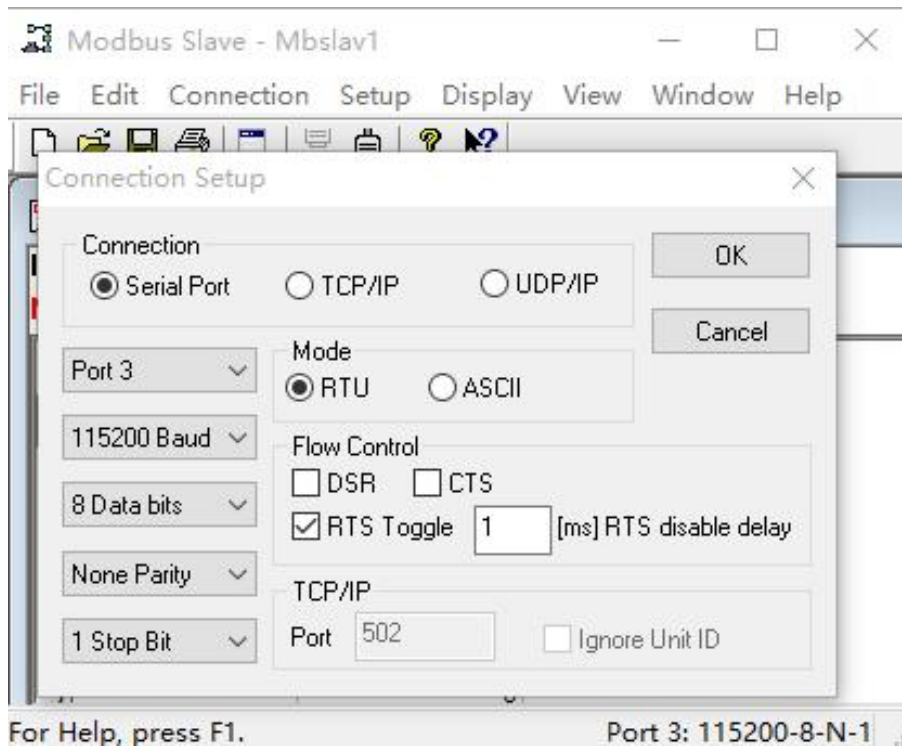 Modbus Slave - Mbslav1
File Edit Connection Setup Display View Window Help
Connection Setup
Connection
Serial Port TCP/IP UDP/IP
OK
Cancel
Port 3
Mode
RTU ASCII
115200 Baud
Flow Control
DSR CTS
8 Data bits
RTS Toggle 1 [ms] RTS disable delay
None Parity
TCP/IP
Port 502 Ignore Unit ID
1 Stop Bit
For Help, press F1. Port 3: 115200-8-N-1